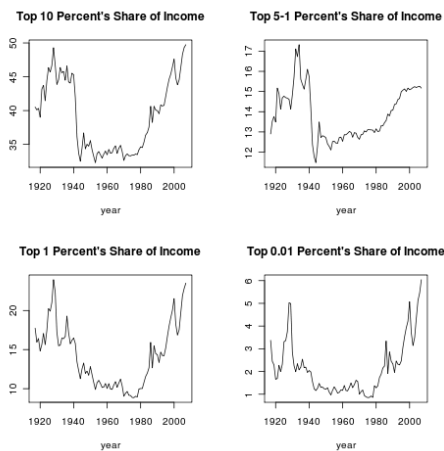 Top 10 Percent's Share of Income
Top 5-1 Percent's Share of Income
50
45
40
35
1920 1940 1960 1980 2000
year
17
16
15
14
13
12
1920 1940 1960 1980 2000
year
Top 1 Percent's Share of Income
Top 0.01 Percent's Share of Income
20
15
10
1920 1940 1960 1980 2000
year
6
5
4
3
2
1
1920 1940 1960 1980 2000
year